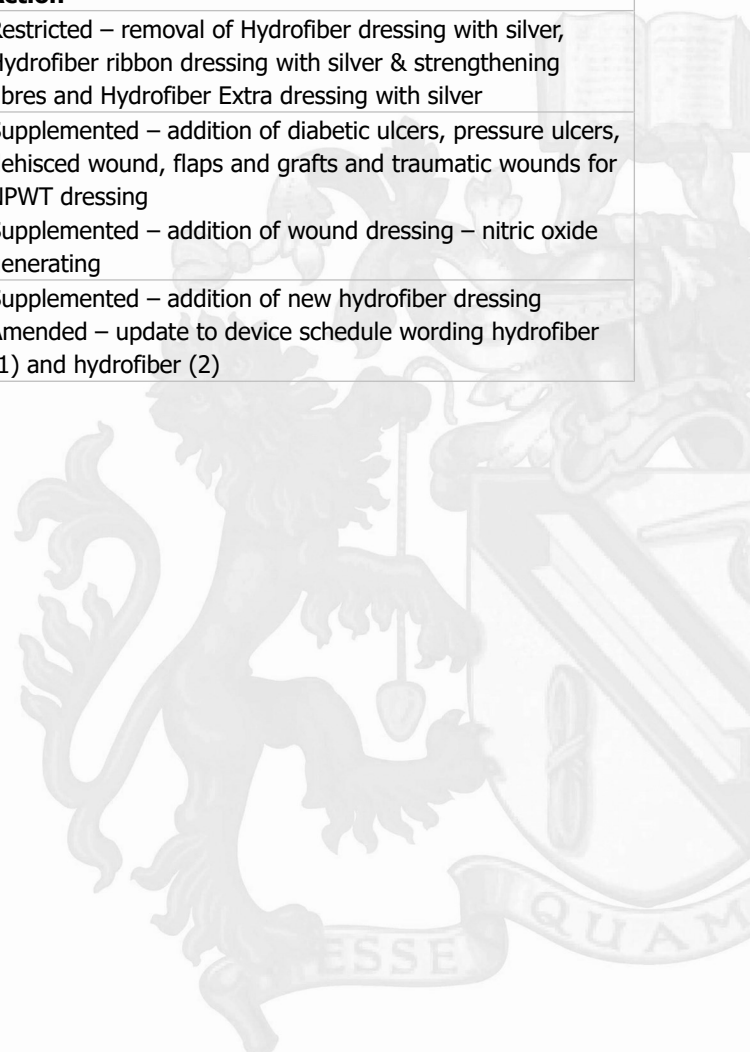 Action
Restricted – removal of Hydrofiber dressing with silver,
Hydrofiber ribbon dressing with silver & strengthening
fibres and Hydrofiber Extra dressing with silver
Supplemented – addition of diabetic ulcers, pressure ulcers,
dehisced wound, flaps and grafts and traumatic wounds for
NPWT dressing
Supplemented – addition of wound dressing – nitric oxide
generating
Supplemented – addition of new hydrofiber dressing
Amended – update to device schedule wording hydrofiber
(1) and hydrofiber (2)
ESSE QUAM